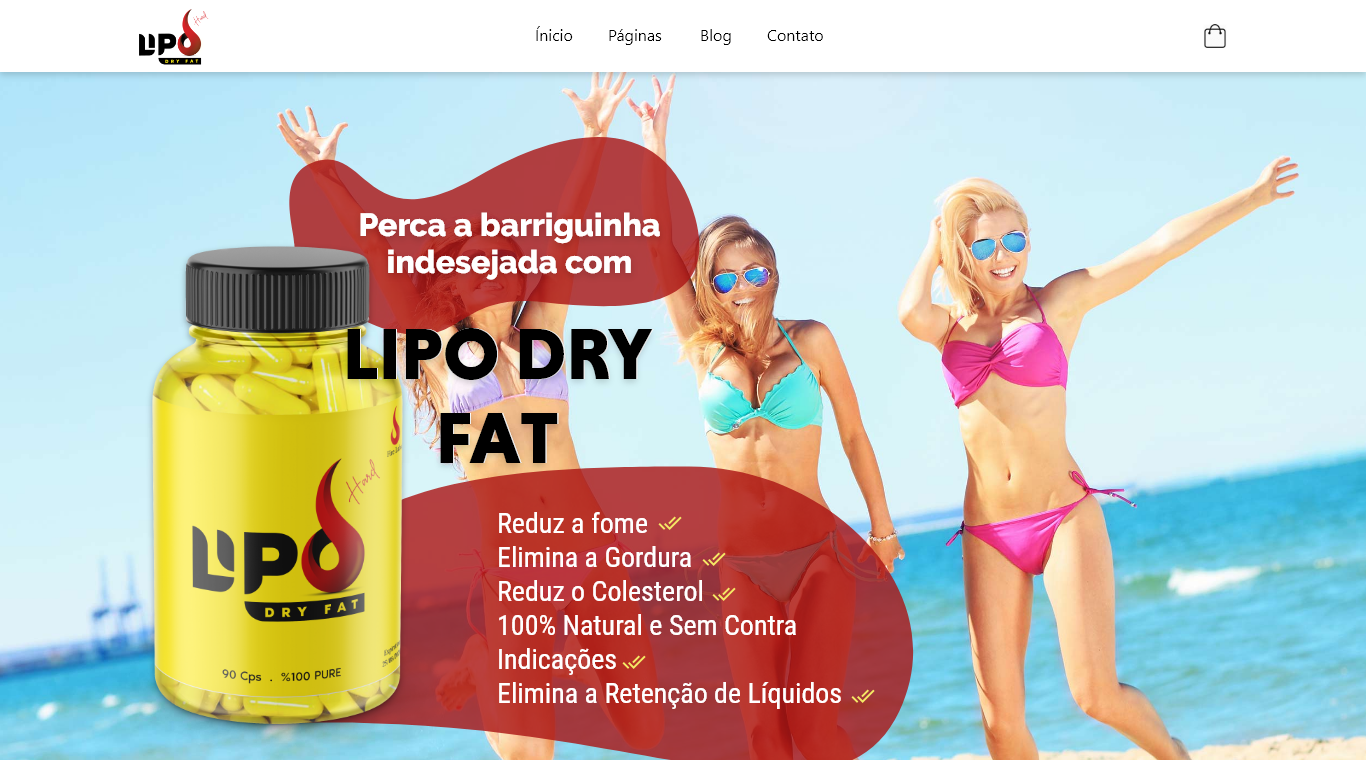 LIPO
Hard
DRY FAT
Ínicio
Páginas
Blog
Contato
Perca a barriguinha
indesejada com
LIPO DRY
FAT
Hard
LIPO
DRY FAT
90 Cps . %100 PURE
Reduz a fome
Elimina a Gordura
Reduz o Colesterol
100% Natural e Sem Contra
Indicações
Elimina a Retenção de Líquidos